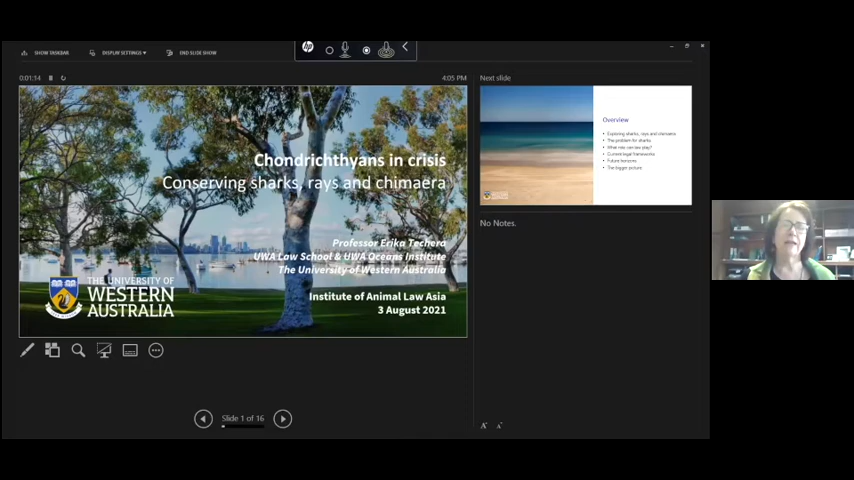 SHOW TASKBAR
DISPLAY SETTINGS
END SLIDE SHOW
hp
0:01:14
4:05 PM
Chondrichthyans in crisis
Conserving sharks, rays and chimaera
Professor Erika Techera
UWA Law School & UWA Oceans Institute
The University of Western Australia
THE UNIVERSITY OF
WESTERN
AUSTRALIA
Institute of Animal Law Asia
3 August 2021
Slide 1 of 16
Next slide
Overview
• Exploring sharks, rays and chimaera
• The problem for sharks
• What role can law play?
• Current legal frameworks
• Future horizons
• The bigger picture
No Notes.
A A